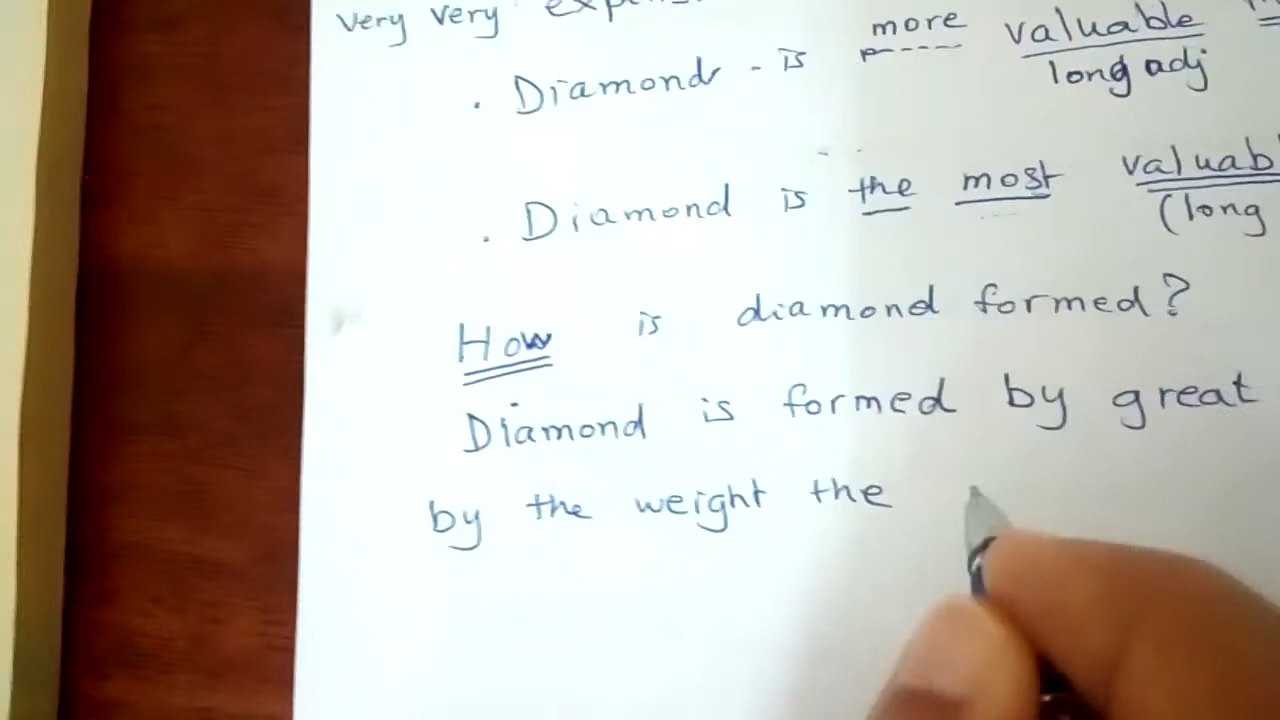 very very
more valuable
. Diamond - is
long adj
. Diamond is the most valuab
(long
How is diamond formed?
Diamond is formed by great
by the weight the